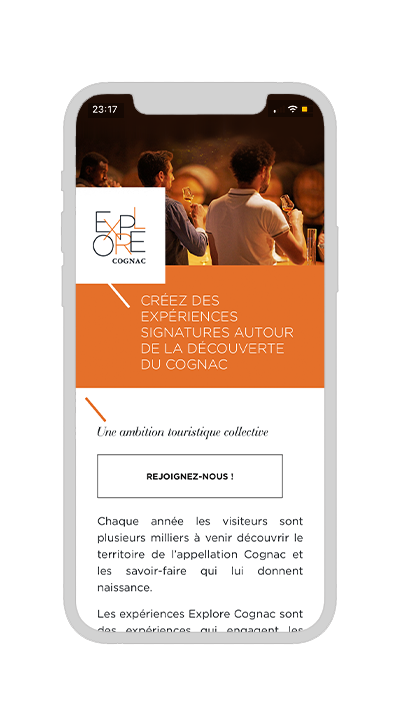 23:17
EXPL
ORE
COGNAC
CRÉEZ DES
EXPÉRIENCES
SIGNATURES AUTOUR
DE LA DÉCOUVERTE
DU COGNAC
Une ambition touristique collective
REJOIGNEZ-NOUS !
Chaque année les visiteurs sont
plusieurs milliers à venir découvrir le
territoire de l'appellation Cognac et
les savoir-faire qui lui donnent
naissance.
Les expériences Explore Cognac sont
des expériences qui engagent les